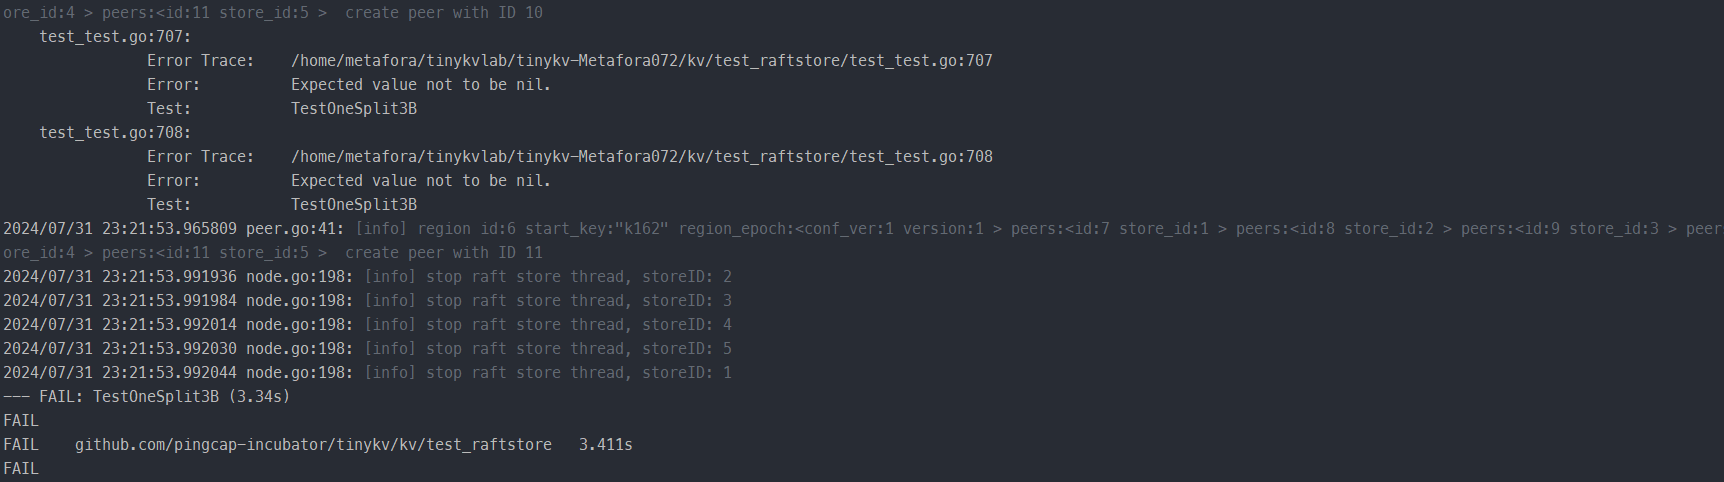 ore_id:4 > peers:<id:11 store_id:5 >  create peer with ID 10
    test_test.go:707:
                Error Trace:    /home/metafora/tinykvlab/tinykv-Metafora072/kv/test_raftstore/test_test.go:707
                Error:          Expected value not to be nil.
                Test:           TestOneSplit3B
    test_test.go:708:
                Error Trace:    /home/metafora/tinykvlab/tinykv-Metafora072/kv/test_raftstore/test_test.go:708
                Error:          Expected value not to be nil.
                Test:           TestOneSplit3B
2024/07/31 23:21:53.965809 peer.go:41: [info] region id:6 start_key:"k162" region_epoch:<conf_ver:1 version:1 > peers:<id:7 store_id:1 > peers:<id:8 store_id:2 > peers:<id:9 store_id:3 > peer
ore_id:4 > peers:<id:11 store_id:5 >  create peer with ID 11
2024/07/31 23:21:53.991936 node.go:198: [info] stop raft store thread, storeID: 2
2024/07/31 23:21:53.991984 node.go:198: [info] stop raft store thread, storeID: 3
2024/07/31 23:21:53.992014 node.go:198: [info] stop raft store thread, storeID: 4
2024/07/31 23:21:53.992030 node.go:198: [info] stop raft store thread, storeID: 5
2024/07/31 23:21:53.992044 node.go:198: [info] stop raft store thread, storeID: 1
--- FAIL: TestOneSplit3B (3.34s)
FAIL
FAIL    github.com/pingcap-incubator/tinykv/kv/test_raftstore   3.411s
FAIL